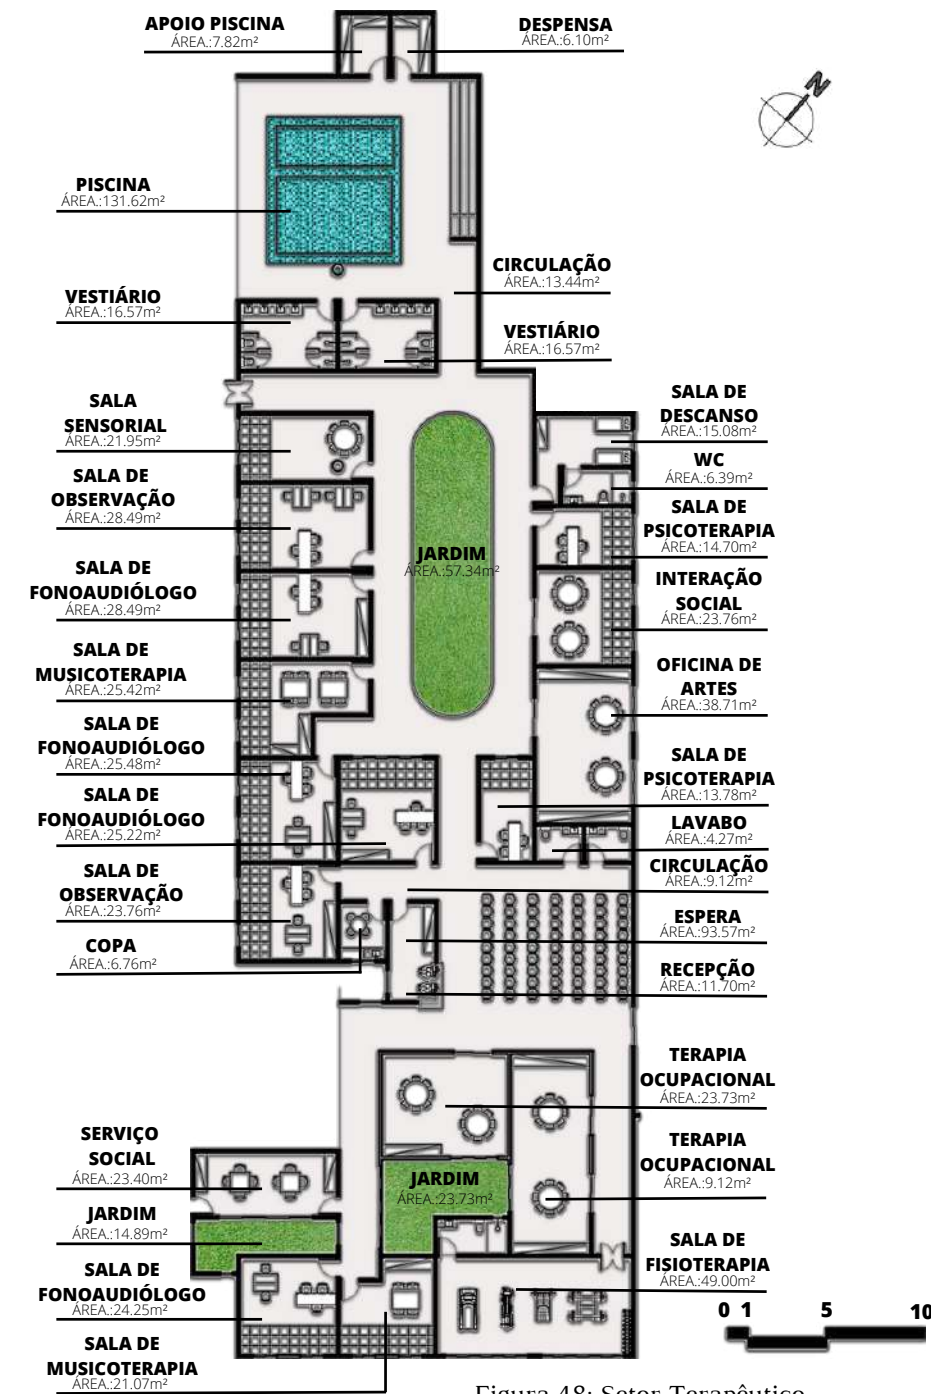 APOIO PISCINA
ÁREA.:7.82m²
DESPENSA
ÁREA.:6.10m²
N
PISCINA
ÁREA.:131.62m²
CIRCULAÇÃO
ÁREA.:13.44m²
VESTIÁRIO
ÁREA.:16.57m²
VESTIÁRIO
ÁREA.:16.57m²
SALA
SENSORIAL
ÁREA.:21.95m²
SALA DE
DESCANSO
ÁREA.:15.08m²
WC
ÁREA.:6.39m²
SALA DE
OBSERVAÇÃO
ÁREA.:28.49m²
SALA DE
PSICOTERAPIA
ÁREA.:14.70m²
JARDIM
ÁREA.:57.34m²
SALA DE
FONOAUDIÓLOGO
ÁREA.:28.49m²
INTERAÇÃO
SOCIAL
ÁREA.:23.76m²
SALA DE
MUSICOTERAPIA
ÁREA.:25.42m²
OFICINA DE
ARTES
ÁREA.:38.71m²
SALA DE
FONOAUDIÓLOGO
ÁREA.:25.48m²
SALA DE
PSICOTERAPIA
ÁREA.:13.78m²
SALA DE
FONOAUDIÓLOGO
ÁREA.:25.22m²
LAVABO
ÁREA.:4.27m²
CIRCULAÇÃO
ÁREA.:9.12m²
SALA DE
OBSERVAÇÃO
ÁREA.:23.76m²
ESPERA
ÁREA.:93.57m²
COPA
ÁREA.:6.76m²
RECEPÇÃO
ÁREA.:11.70m²
TERAPIA
OCUPACIONAL
ÁREA.:23.73m²
SERVIÇO
SOCIAL
ÁREA.:23.40m²
TERAPIA
OCUPACIONAL
ÁREA.:9.12m²
JARDIM
ÁREA.:23.73m²
JARDIM
ÁREA.:14.89m²
SALA DE
FISIOTERAPIA
ÁREA.:49.00m²
SALA DE
FONOAUDIÓLOGO
ÁREA.:24.25m²
0 1 5 10
SALA DE
MUSICOTERAPIA
ÁREA.:21.07m²
Figura 48: Setor Terapêutico